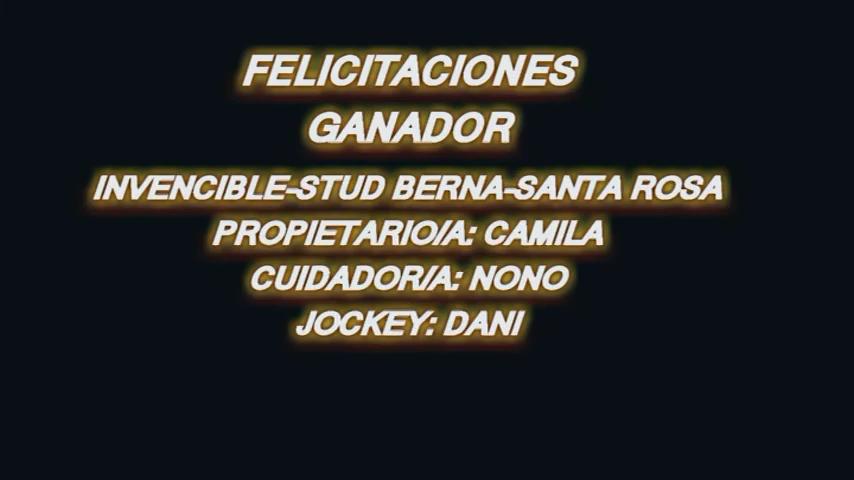 FELICITACIONES
GANADOR
INVENCIBLE-STUD BERNA-SANTA ROSA
PROPIETARIO/A: CAMILA
CUIDADOR/A: NONO
JOCKEY: DANI